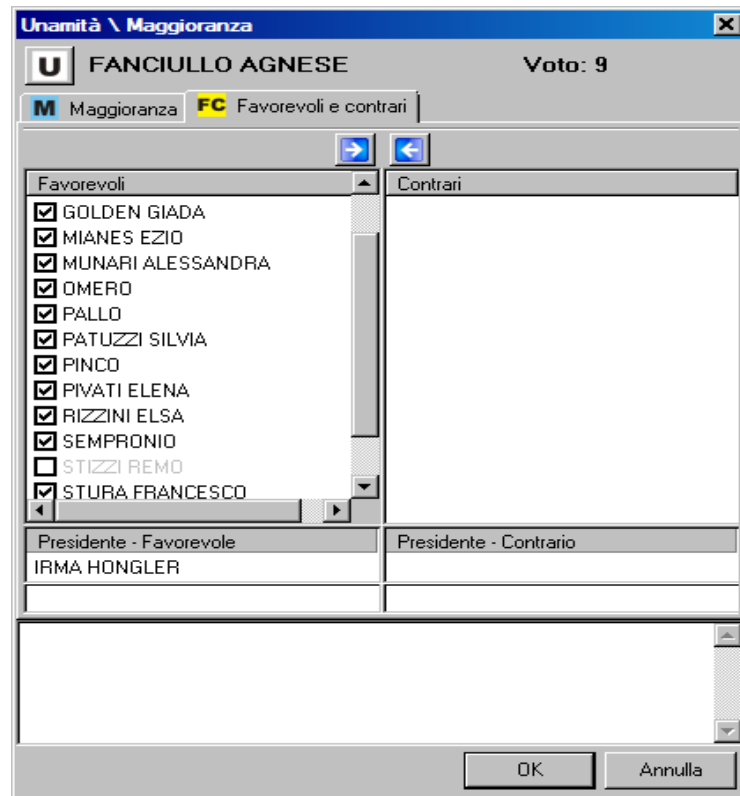 Unamità \ Maggioranza
U FANCIULLO AGNESE Voto: 9
M Maggioranza FC Favorevoli e contrari
Favorevoli Contrari
GOLDEN GIADA
MIANES EZIO
MUNARI ALESSANDRA
OMERO
PALLO
PATUZZI SILVIA
PINCO
PIVATI ELENA
RIZZINI ELSA
SEMPRONIO
STIZZI REMO
STURA FRANCESCO
Presidente - Favorevole Presidente - Contrario
IRMA HONGLER
OK Annulla